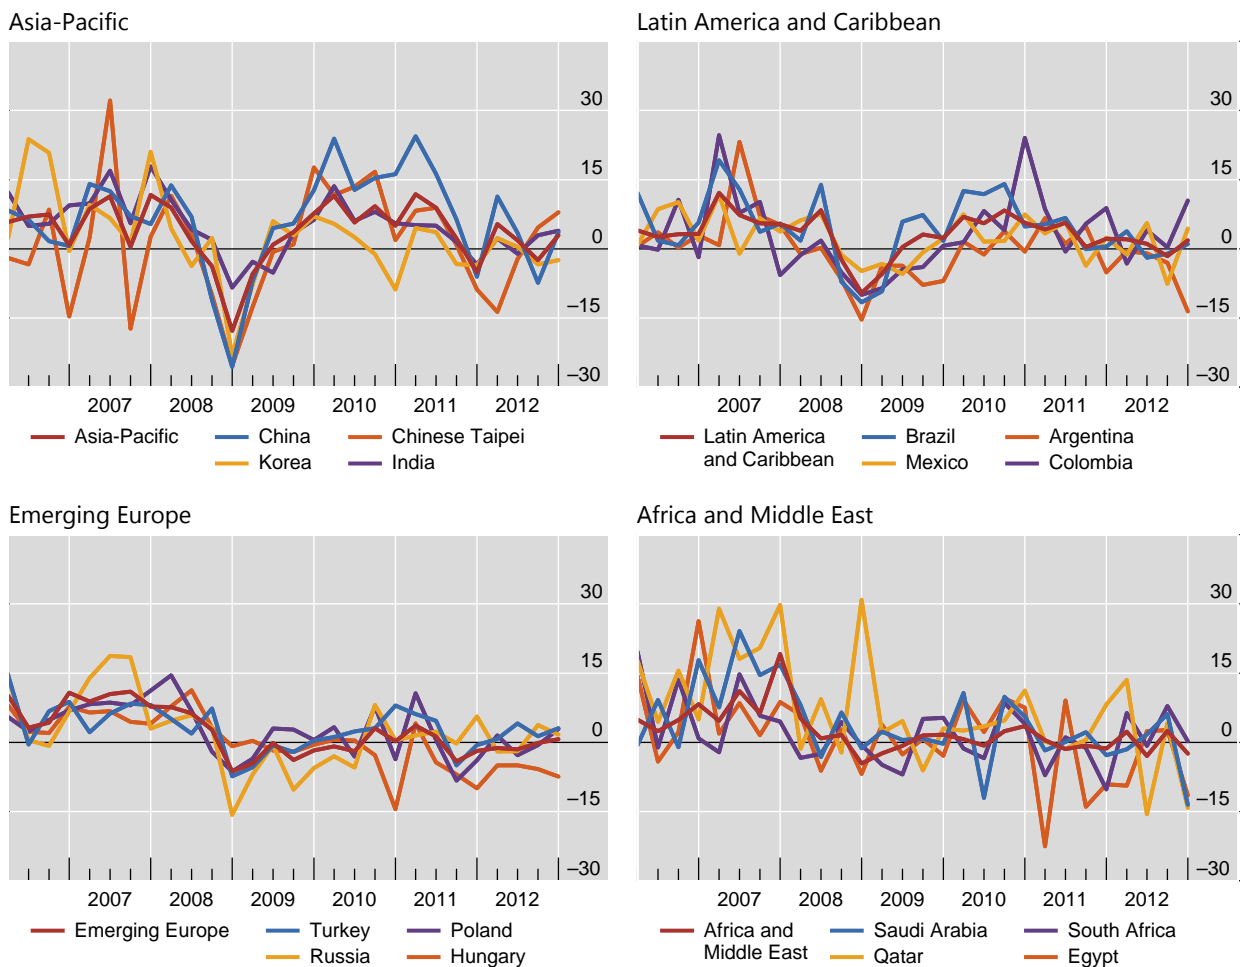 Asia-Pacific
30
15
0
–15
–30
2007 2008 2009 2010 2011 2012
Asia-Pacific China Chinese Taipei
Korea India
Latin America and Caribbean
30
15
0
–15
–30
2007 2008 2009 2010 2011 2012
Latin America and Caribbean Brazil Argentina
Mexico Colombia
Emerging Europe
30
15
0
–15
–30
2007 2008 2009 2010 2011 2012
Emerging Europe Turkey Poland
Russia Hungary
Africa and Middle East
30
15
0
–15
–30
2007 2008 2009 2010 2011 2012
Africa and Middle East Saudi Arabia South Africa
Qatar Egypt